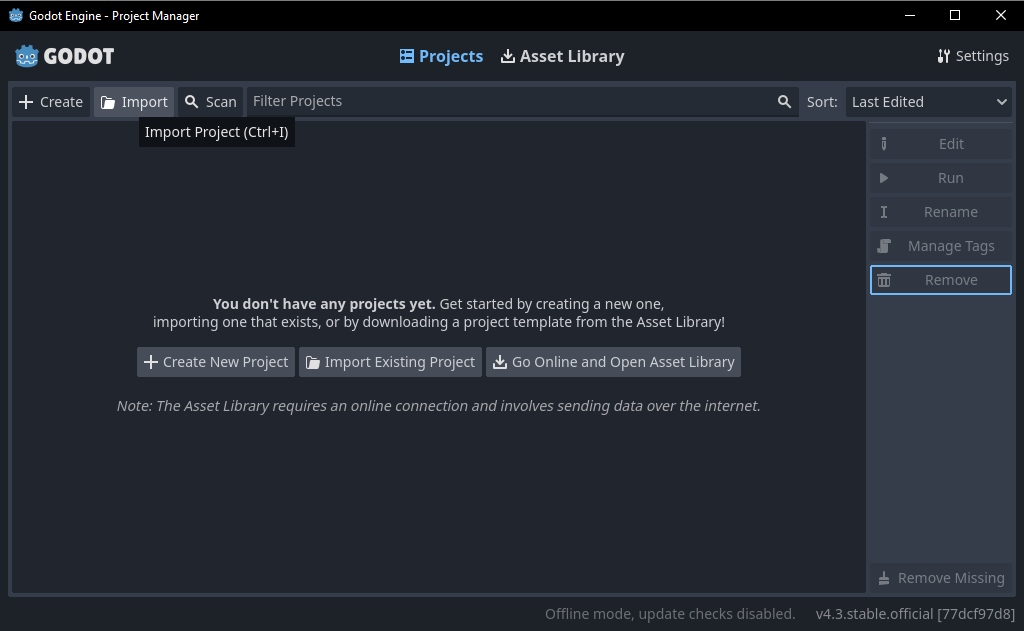 Godot Engine - Project Manager
GODOT
Projects
Asset Library
Settings
Create
Import
Scan
Filter Projects
Sort:
Last Edited
Import Project (Ctrl+I)
Edit
Run
Rename
Manage Tags
Remove
You don't have any projects yet. Get started by creating a new one,
importing one that exists, or by downloading a project template from the Asset Library!
Create New Project
Import Existing Project
Go Online and Open Asset Library
Note: The Asset Library requires an online connection and involves sending data over the internet.
Remove Missing
Offline mode, update checks disabled.
v4.3.stable.official [77dcf97d8]